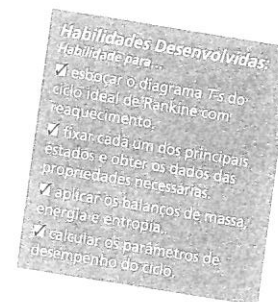 Habilidades Desenvolvidas:
Habilidade para...
✓ esboçar o diagrama T-s do
ciclo ideal de Rankine com
reaquecimento.
✓ fixar cada um dos principais
estados e obter os dados das
propriedades necessárias.
✓ aplicar os balanços de massa,
energia e entropia.
✓ calcular os parâmetros de
desempenho do ciclo.